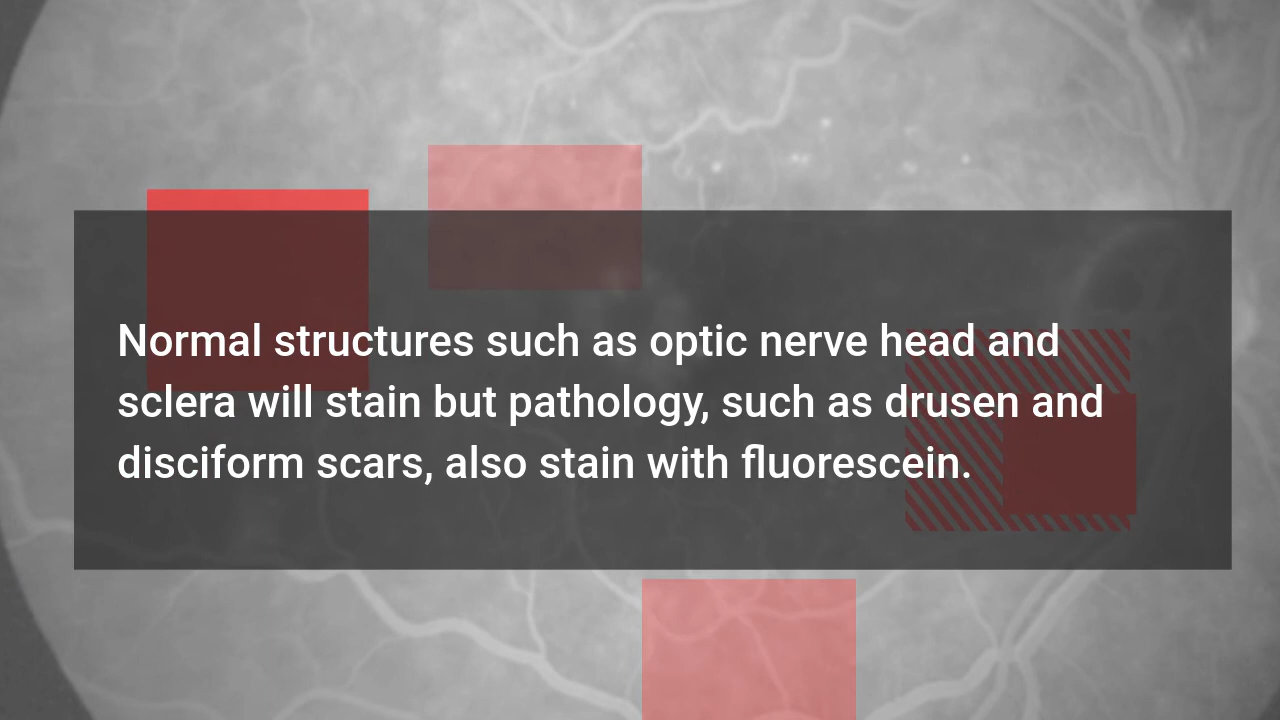 Normal structures such as optic nerve head and
sclera will stain but pathology, such as drusen and
disciform scars, also stain with fluorescein.